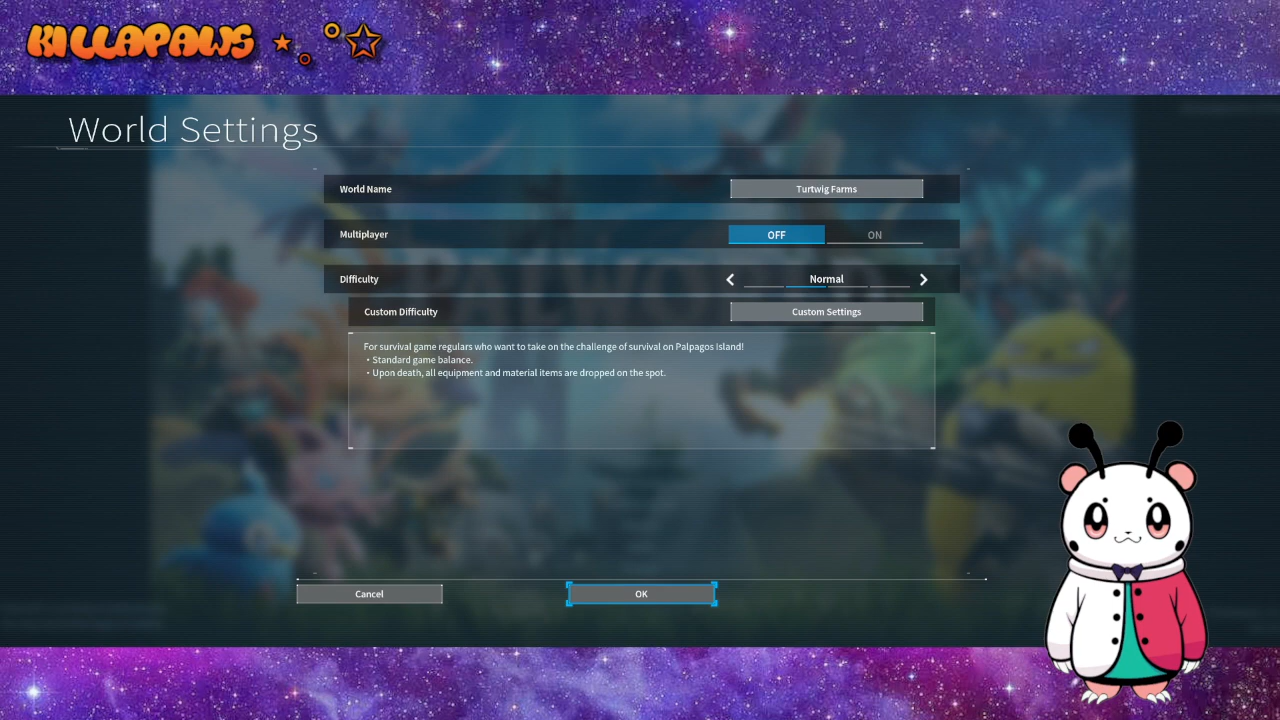 KILLAPAWS
World Settings
World Name
Turtwig Farms
Multiplayer
OFF
ON
Difficulty
Normal
Custom Difficulty
Custom Settings
For survival game regulars who want to take on the challenge of survival on Palpagos Island!
・Standard game balance.
・Upon death, all equipment and material items are dropped on the spot.
PALWORLD
Cancel
OK